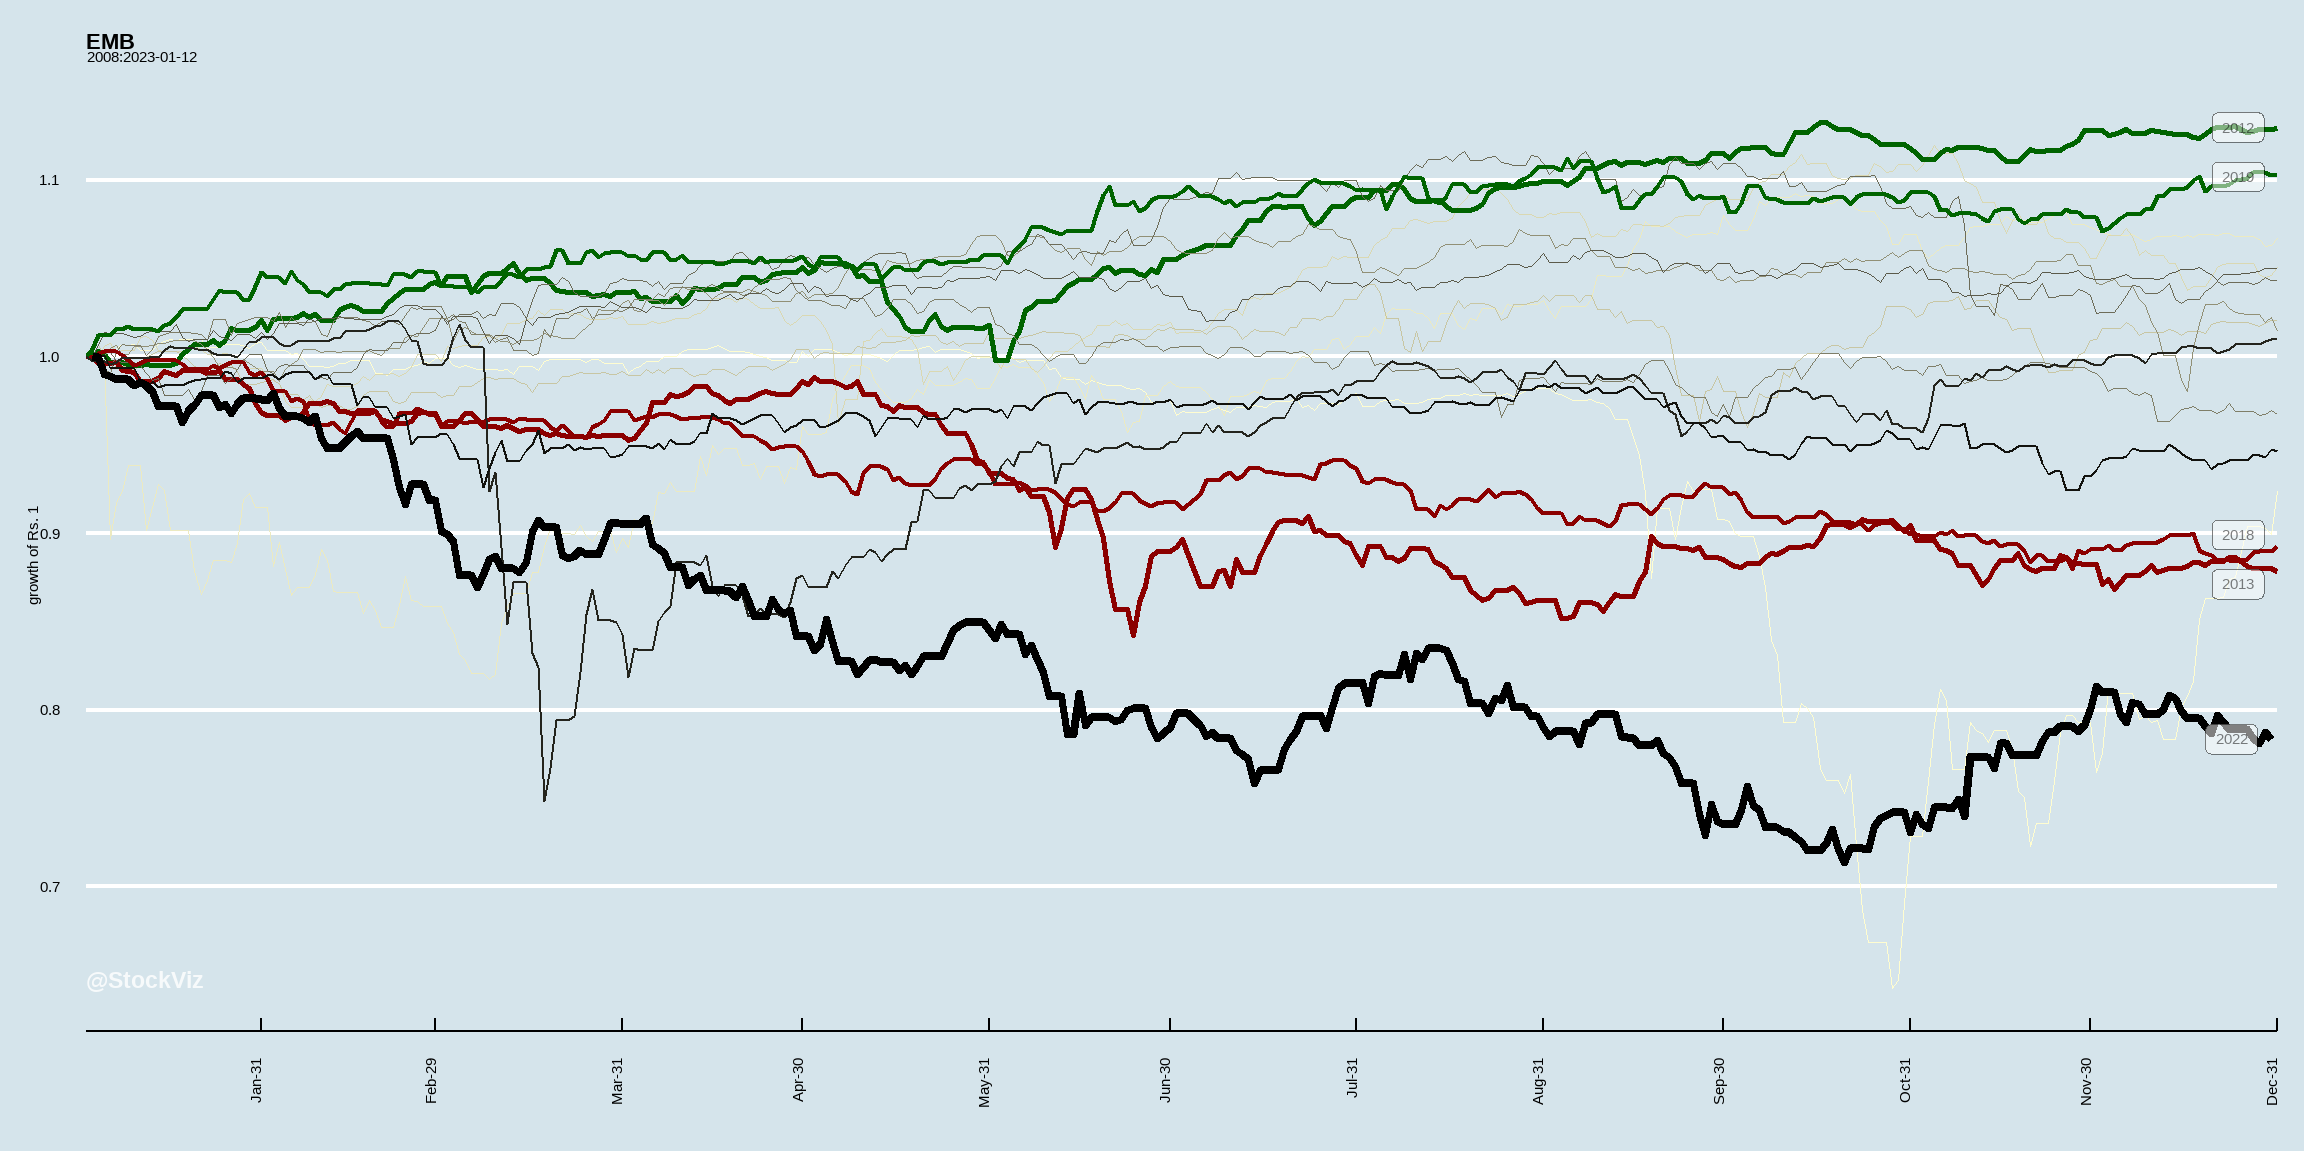 EMB
2008:2023-01-12
2012
1.1
2019
1.0
growth of Rs. 1
0.9
2018
2013
0.8
2022
0.7
@StockViz
Jan-31
Feb-29
Mar-31
Apr-30
May-31
Jun-30
Jul-31
Aug-31
Sep-30
Oct-31
Nov-30
Dec-31